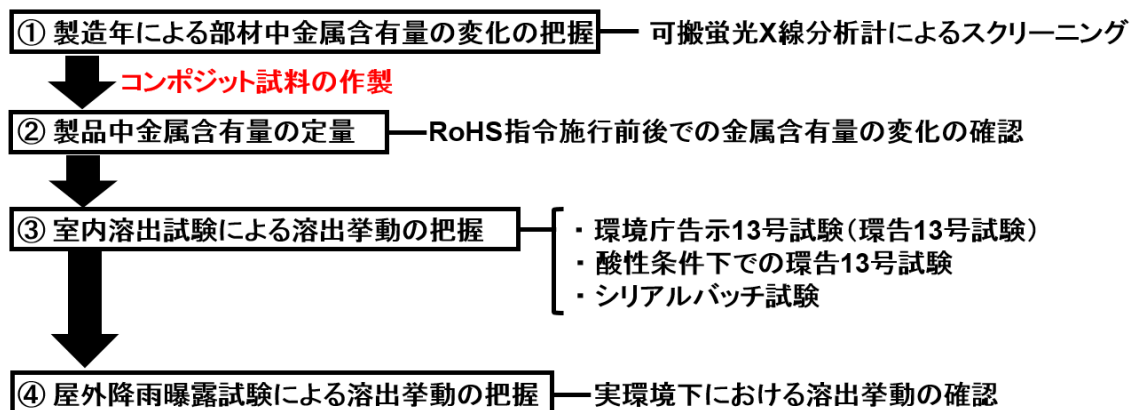 ① 製造年による部材中金属含有量の変化の把握 可搬蛍光X線分析計によるスクリーニング
コンポジット試料の作製
② 製品中金属含有量の定量 RoHS指令施行前後での金属含有量の変化の確認
③ 室内溶出試験による溶出挙動の把握
・環境庁告示13号試験（環告13号試験）
・酸性条件下での環告13号試験
・シリアルバッチ試験
④ 屋外降雨曝露試験による溶出挙動の把握 実環境下における溶出挙動の確認